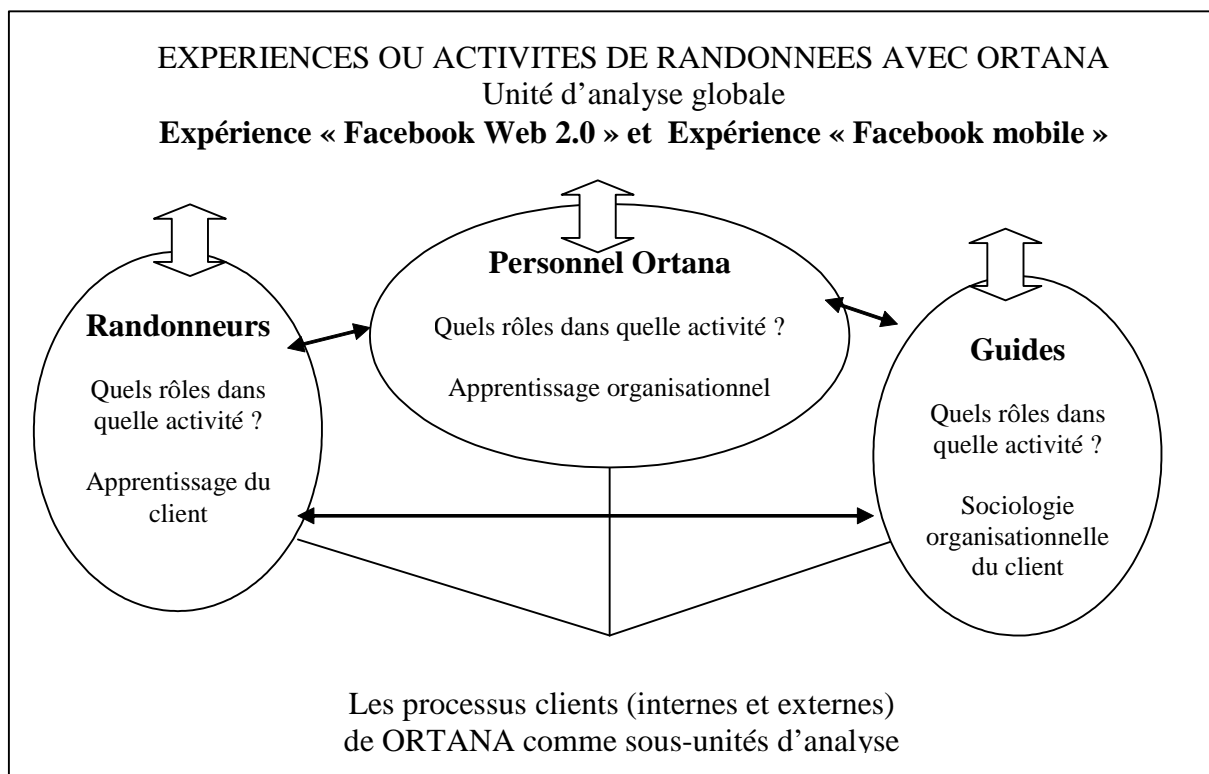 EXPERIENCES OU ACTIVITES DE RANDONNEES AVEC ORTANA
Unité d'analyse globale
Expérience « Facebook Web 2.0 » et Expérience « Facebook mobile »
Randonneurs
Quels rôles dans
quelle activité ?
Apprentissage du
client
Personnel Ortana
Quels rôles dans quelle activité ?
Apprentissage organisationnel
Guides
Quels rôles dans
quelle activité ?
Sociologie
organisationnelle
du client
Les processus clients (internes et externes)
de ORTANA comme sous-unités d'analyse